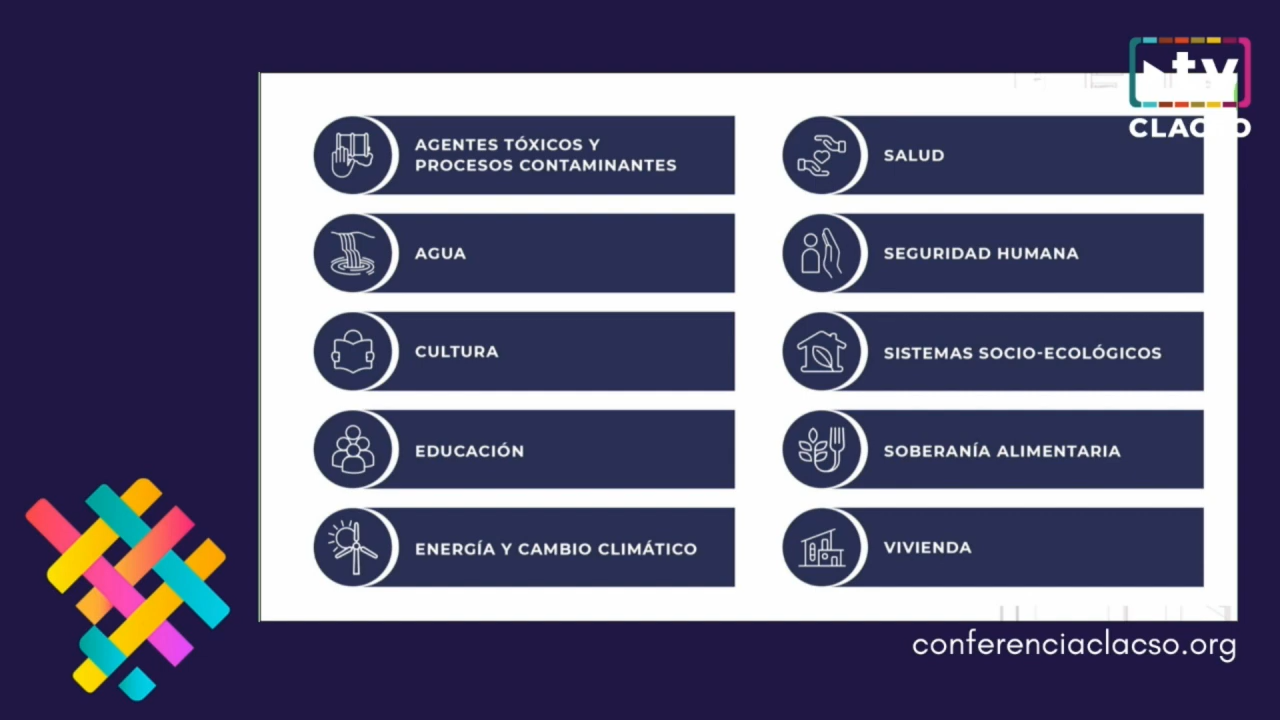 tv
CLACSO
AGENTES TÓXICOS Y
PROCESOS CONTAMINANTES
AGUA
CULTURA
EDUCACIÓN
ENERGÍA Y CAMBIO CLIMÁTICO
SALUD
SEGURIDAD HUMANA
SISTEMAS SOCIO-ECOLÓGICOS
SOBERANÍA ALIMENTARIA
VIVIENDA
conferenciaclacso.org